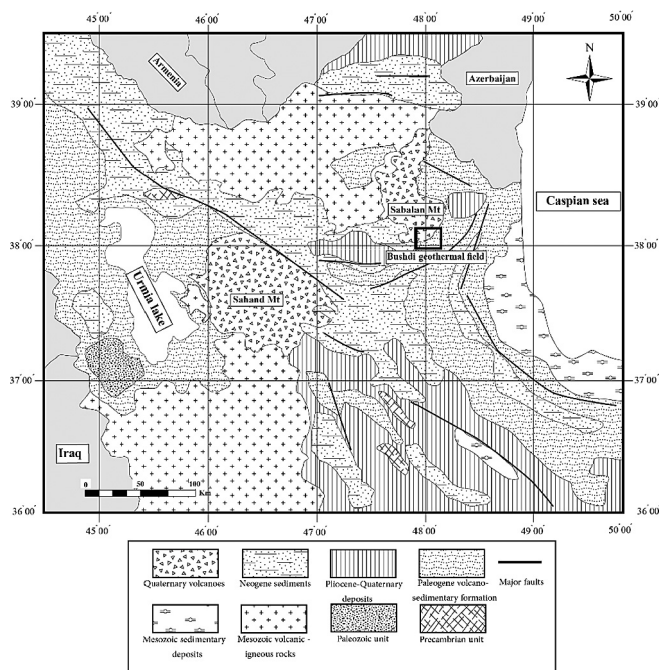 45°00' 46°00' 47°00' 48°00' 49°00' 50°00'
Armenia
Azerbaijan
N
39°00' 39°00'
Caspian sea
Sabalan Mt
38°00' 38°00'
Bushdi geothermal field
Urmia lake
Sahand Mt
37°00' 37°00'
Iraq
0 50 100
Km
36°00' 36°00'
45°00' 46°00' 47°00' 48°00' 49°00' 50°00'
Quaternary volcanoes
Neogene sediments
Pliocene-Quaternary
deposits
Paleogene volcano-
sedimentary formation
Major faults
Mesozoic sedimentary
deposits
Mesozoic volcanic -
igneous rocks
Paleozoic unit
Precambrian unit